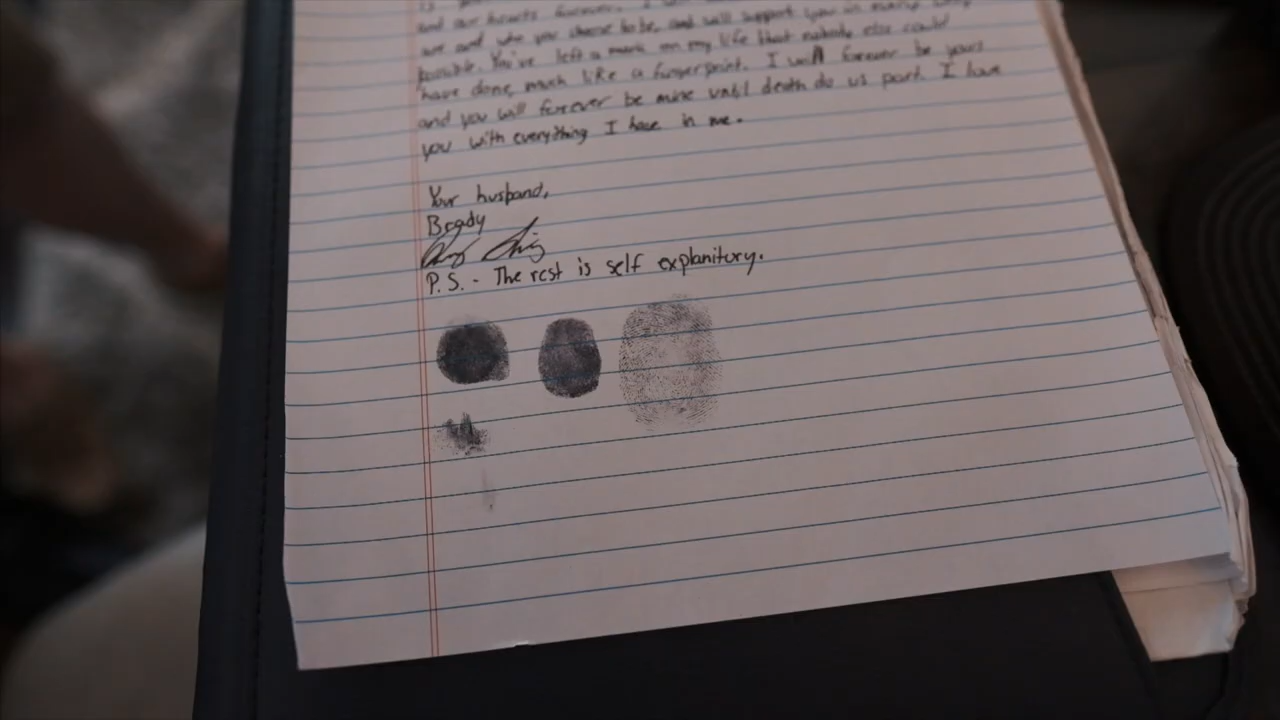 and our hearts forever. I
are and who you choose to be, and will support you in every way
possible. You've left a mark on my life that nobody else could
have done, much like a fingerprint. I will forever be yours
and you will forever be mine until death do us part. I love
you with everything I have in me.
Your husband,
Brady
P.S. - The rest is self explanitory.